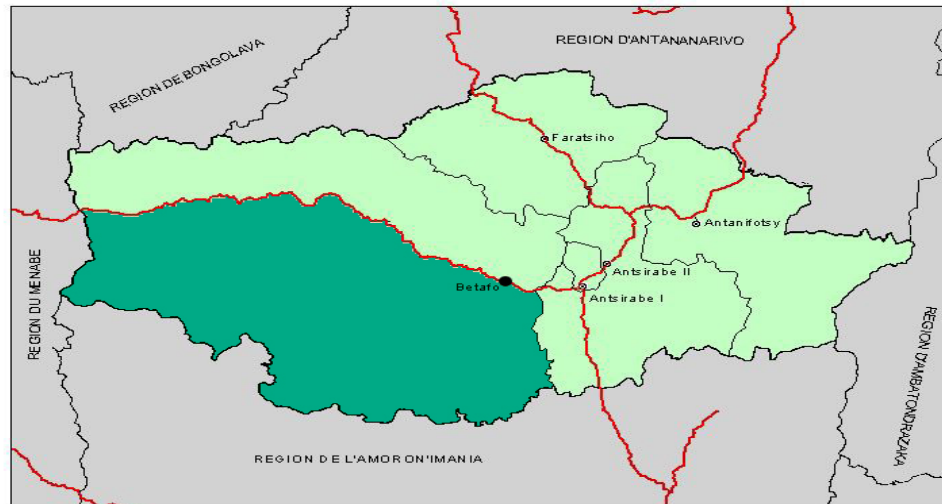 REGION D'ANTANANARIVO
REGION DE BONGOLAVA
Faratsiho
Antanifotsy
Antsirabe II
Betafo
Antsirabe I
REGION DU MENABE
REGION D'AMBATONDRAZAKA
REGION DE L'AMORON'IMANIA